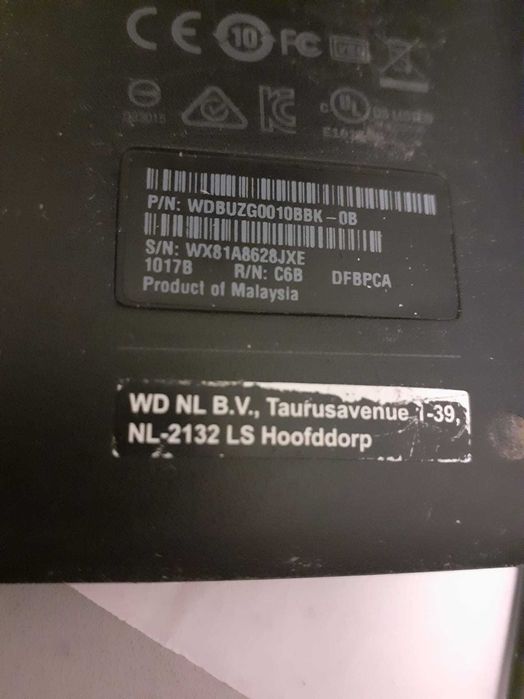 CE 10 FC
P/N: WDBUZG0010BBK-0B
S/N: WX81A8628JXE
1017B R/N: C6B DFBPCA
Product of Malaysia
WD NL B.V., Taurusavenue 1-39,
NL-2132 LS Hoofddorp